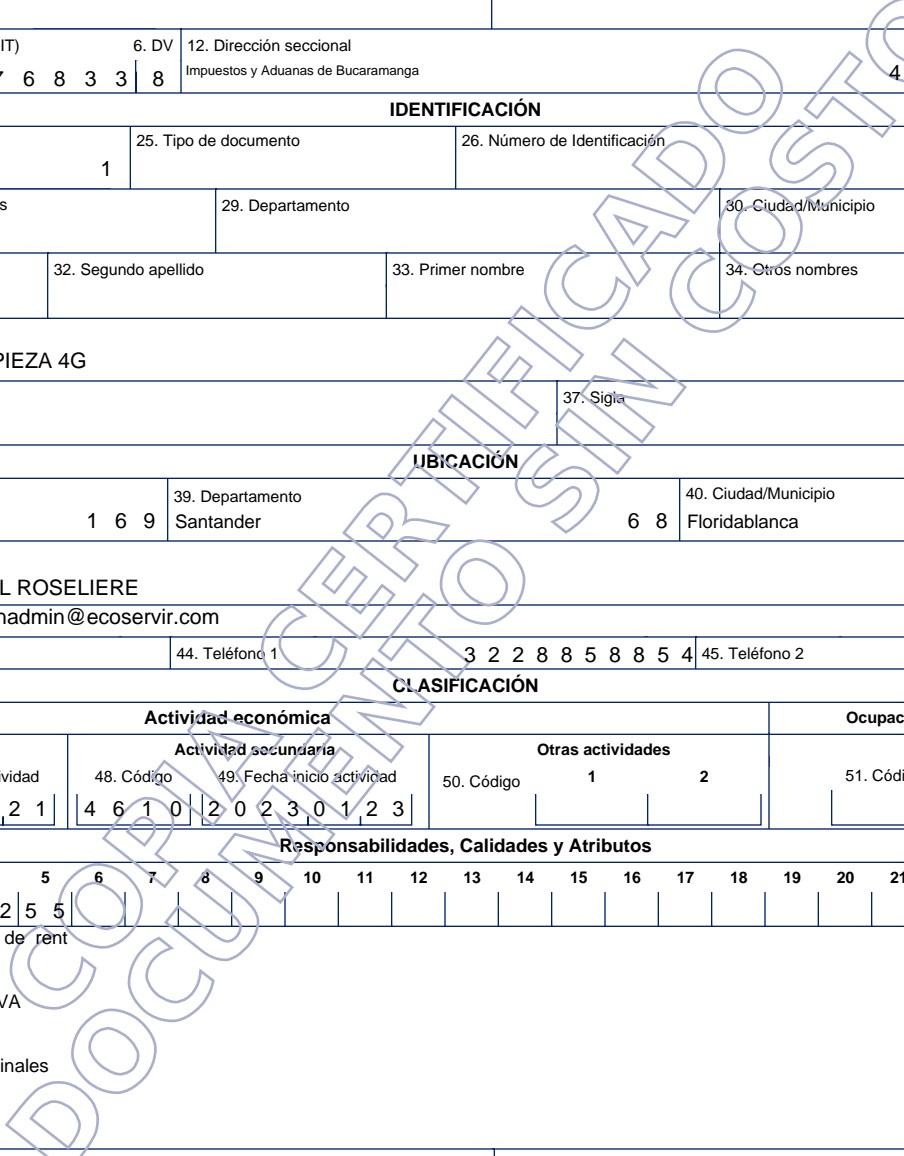 IT) 6. DV 12. Dirección seccional
6 8 3 3 8 Impuestos y Aduanas de Bucaramanga 4
IDENTIFICACIÓN
25. Tipo de documento 26. Número de Identificación
1
s 29. Departamento 30. Ciudad/Municipio
32. Segundo apellido 33. Primer nombre 34. Otros nombres
PIEZA 4G
37. Sigla
UBICACIÓN
39. Departamento 40. Ciudad/Municipio
1 6 9 Santander 6 8 Floridablanca
L ROSELIERE
nadmin@ecoservir.com
44. Teléfono 1 3 2 2 8 8 5 8 8 5 4 45. Teléfono 2
CLASIFICACIÓN
Actividad económica Ocupac
Actividad secundaria Otras actividades
ividad 48. Código 49. Fecha inicio actividad 50. Código 1 2 51. Códi
2 1 4 6 1 0 2 0 2 3 0 1 2 3
Responsabilidades, Calidades y Atributos
5 6 7 8 9 10 11 12 13 14 15 16 17 18 19 20 21
2 5 5
de rent
VA
inales
COPIA CERTIFICADO
DOCUMENTO SIN COSTO